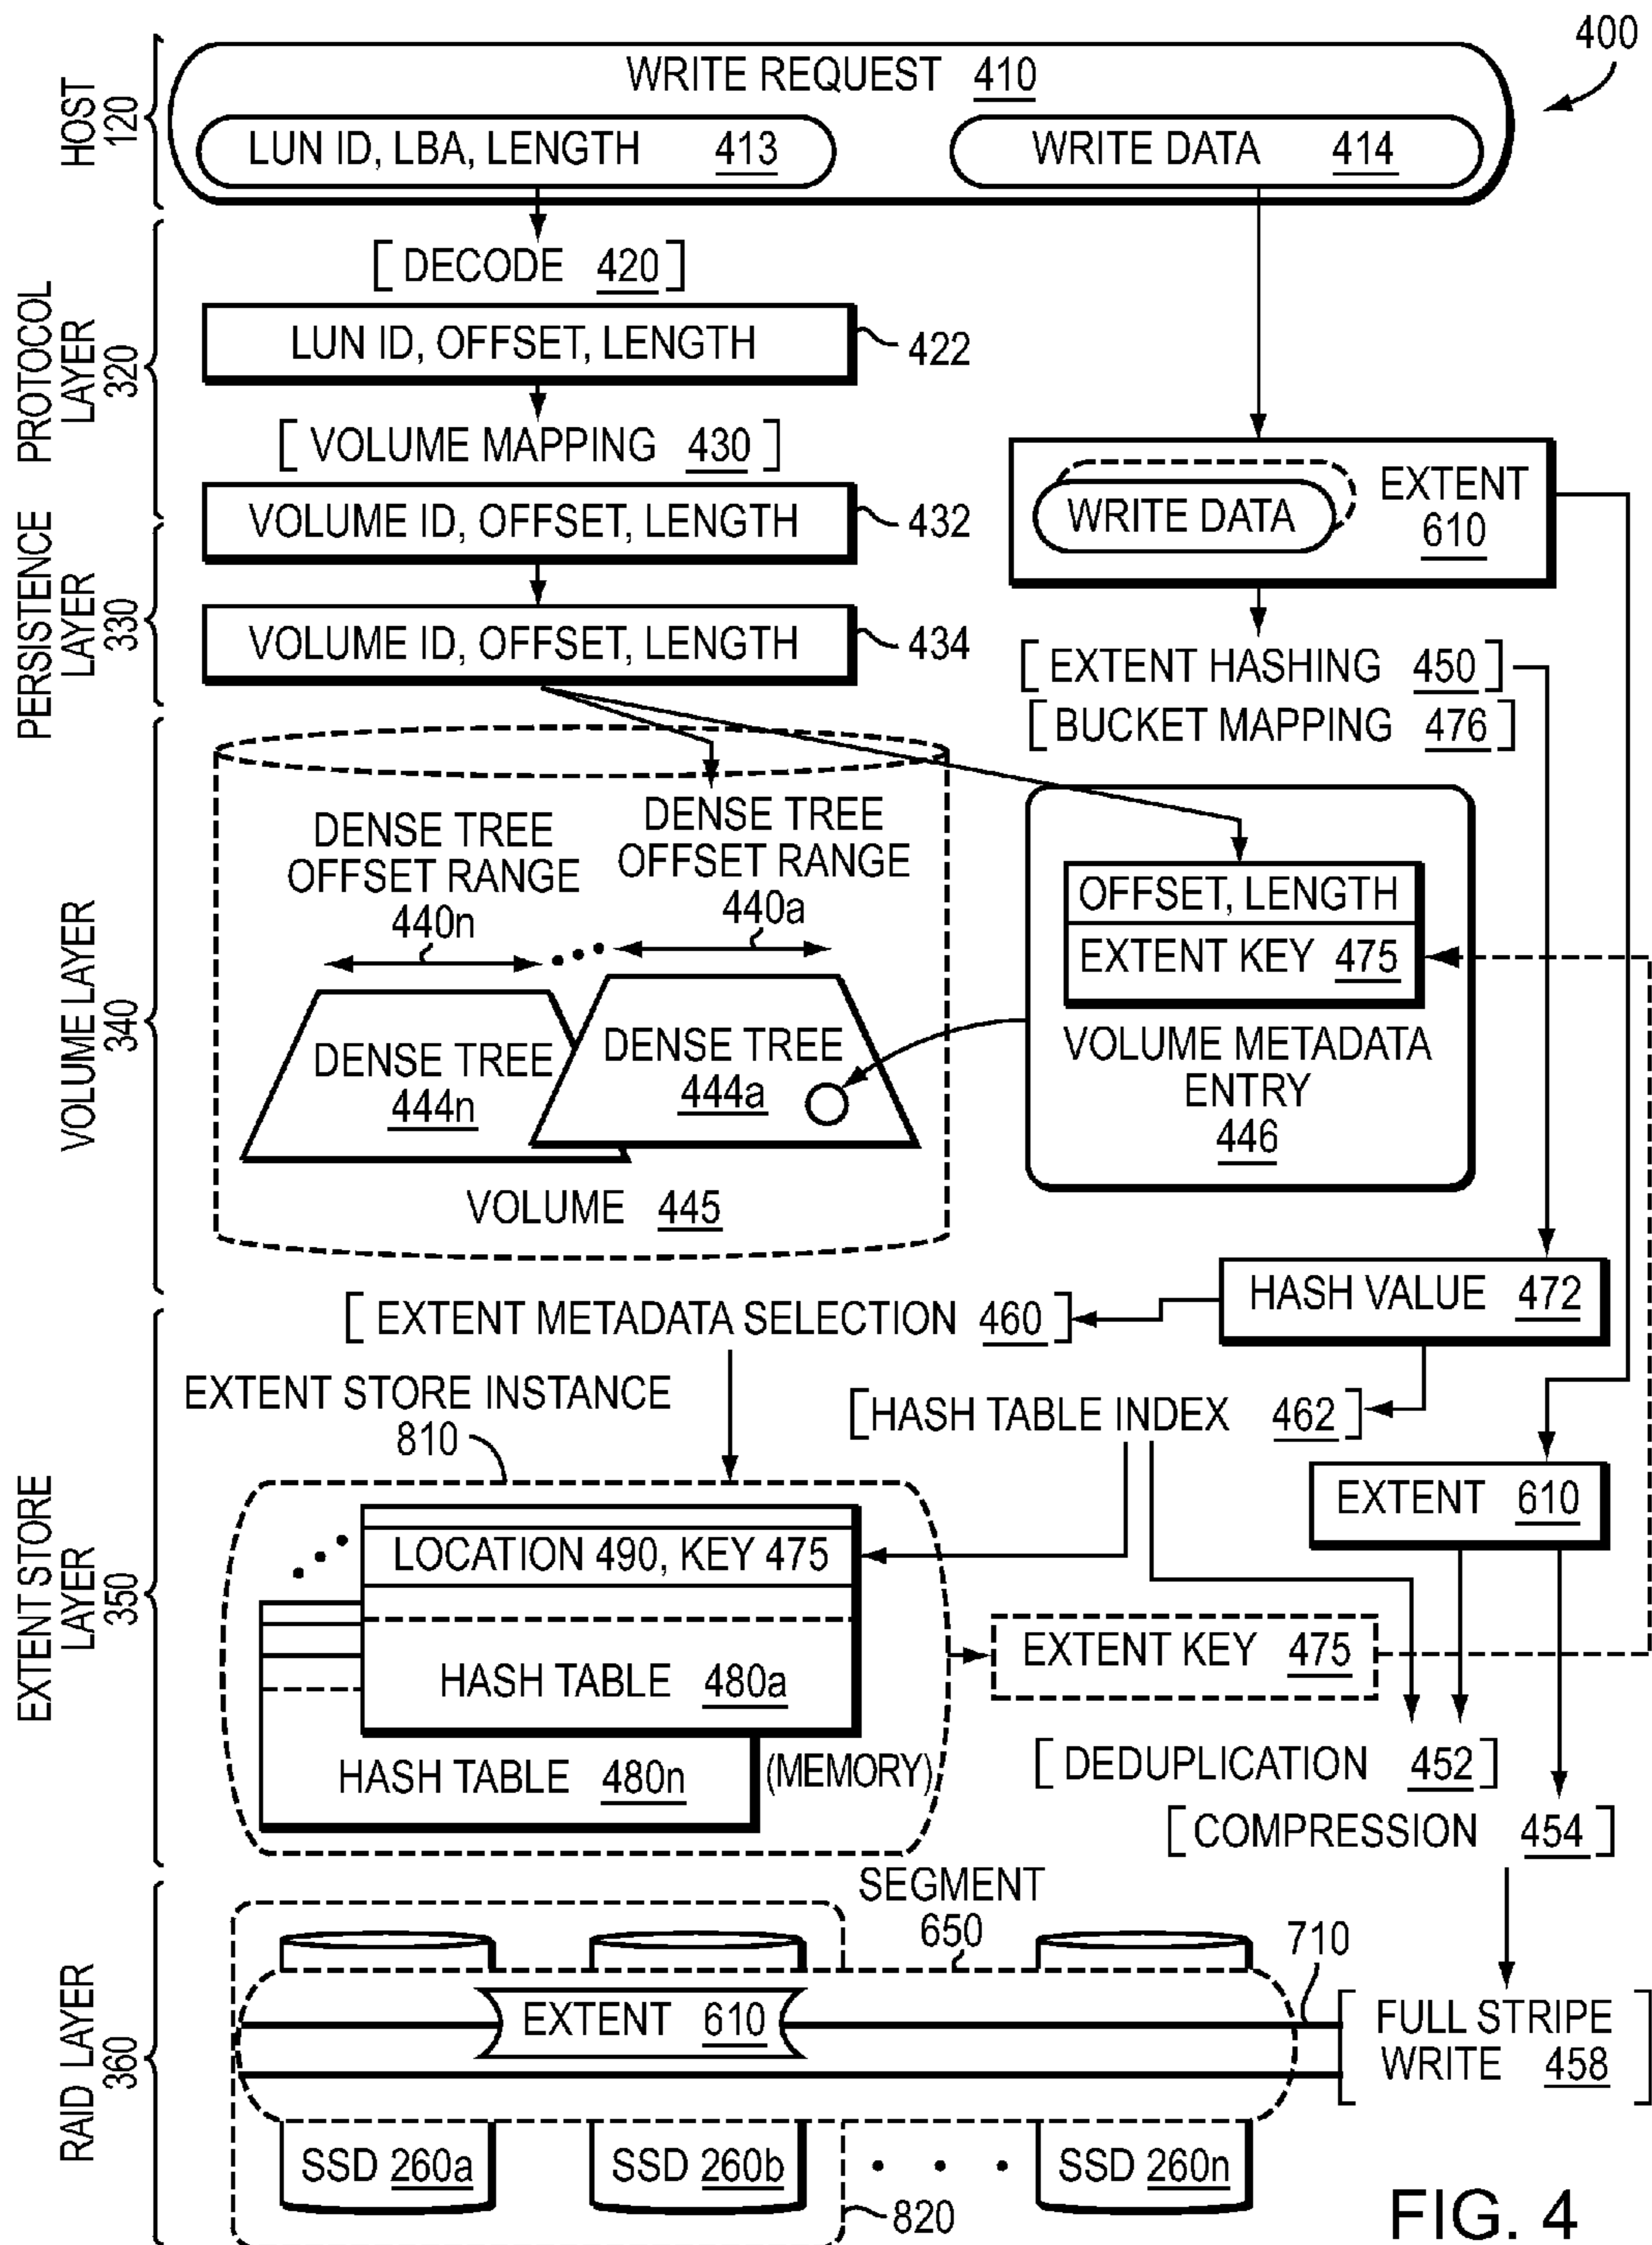 400
HOST
120
WRITE REQUEST 410
LUN ID, LBA, LENGTH 413
WRITE DATA 414
PROTOCOL
LAYER
320
[ DECODE 420 ]
LUN ID, OFFSET, LENGTH
422
[ VOLUME MAPPING 430 ]
VOLUME ID, OFFSET, LENGTH
432
WRITE DATA
EXTENT
610
PERSISTENCE
LAYER
330
VOLUME ID, OFFSET, LENGTH
434
[ EXTENT HASHING 450 ]
[ BUCKET MAPPING 476 ]
VOLUME LAYER
340
DENSE TREE
OFFSET RANGE
440n
DENSE TREE
OFFSET RANGE
440a
DENSE TREE
444n
DENSE TREE
444a
VOLUME 445
OFFSET, LENGTH
EXTENT KEY 475
VOLUME METADATA
ENTRY
446
HASH VALUE 472
EXTENT STORE
LAYER
350
[ EXTENT METADATA SELECTION 460 ]
EXTENT STORE INSTANCE
810
[HASH TABLE INDEX 462 ]
EXTENT 610
LOCATION 490, KEY 475
HASH TABLE 480a
HASH TABLE 480n
(MEMORY)
EXTENT KEY 475
[ DEDUPLICATION 452 ]
[ COMPRESSION 454 ]
RAID LAYER
360
SEGMENT
650
710
EXTENT 610
[ FULL STRIPE
WRITE 458 ]
SSD 260a
SSD 260b
SSD 260n
820
FIG. 4